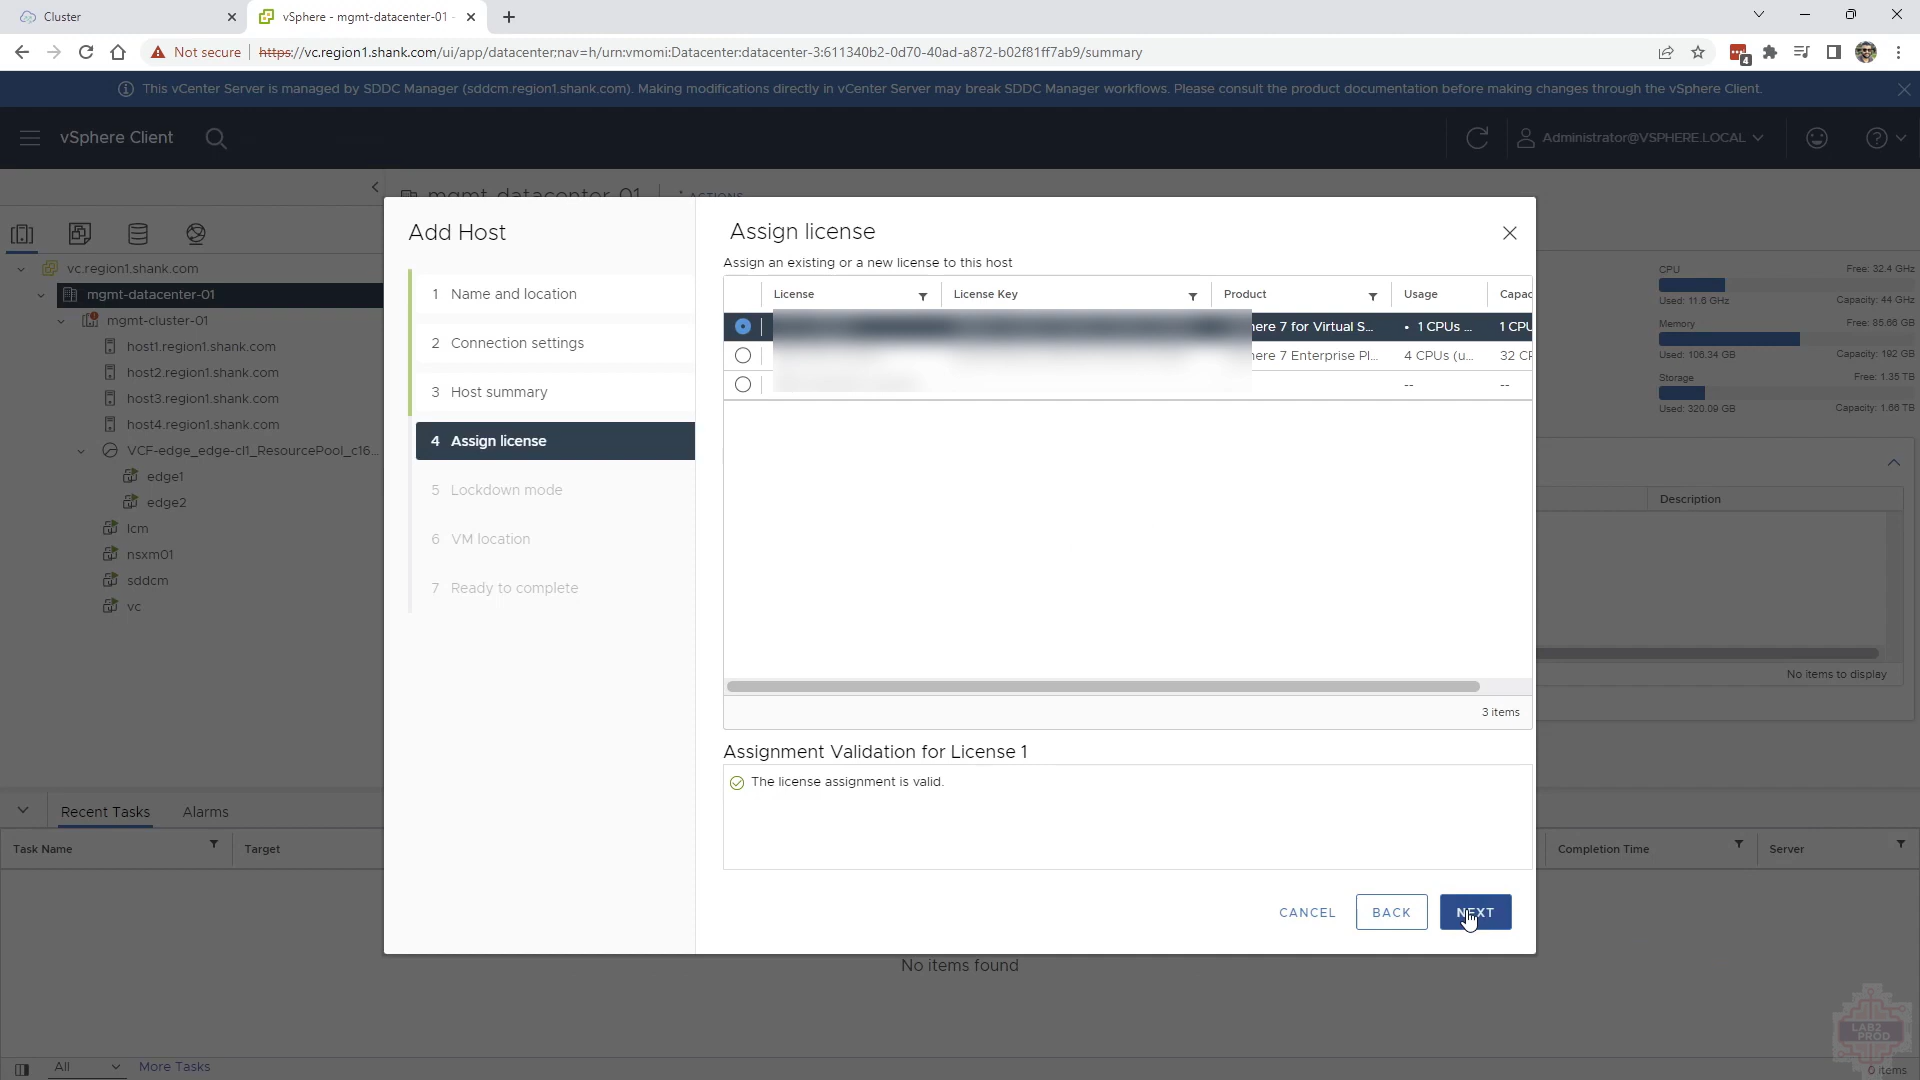 Cluster
vSphere - mgmt-datacenter-01 -
Not secure
https://vc.region1.shank.com/ui/app/datacenter;nav=h/urn:vmomi:Datacenter:datacenter-3:611340b2-0d70-40ad-a872-b02f81ff7ab9/summary
4
This vCenter Server is managed by SDDC Manager (sddcm.region1.shank.com). Making modifications directly in vCenter Server may break SDDC Manager workflows. Please consult the product documentation before making changes through the vSphere Client.
vSphere Client
Administrator@VSPHERE.LOCAL
mgmt-datacenter-01
ACTIONS
vc.region1.shank.com
mgmt-datacenter-01
mgmt-cluster-01
host1.region1.shank.com
host2.region1.shank.com
host3.region1.shank.com
host4.region1.shank.com
VCF-edge_edge-cl1_ResourcePool_c16...
edge1
edge2
lcm
nsxm01
sddcm
vc
Add Host
1 Name and location
2 Connection settings
3 Host summary
4 Assign license
5 Lockdown mode
6 VM location
7 Ready to complete
Assign license
Assign an existing or a new license to this host
License License Key Product Usage Capac
here 7 for Virtual S... • 1 CPUs ... 1 CPU
here 7 Enterprise Pl... 4 CPUs (u... 32 CP
-- --
3 items
Assignment Validation for License 1
The license assignment is valid.
CANCEL BACK NEXT
CPU Free: 32.4 GHz
Used: 11.6 GHz Capacity: 44 GHz
Memory Free: 85.66 GB
Used: 106.34 GB Capacity: 192 GB
Storage Free: 1.35 TB
Used: 320.09 GB Capacity: 1.66 TB
Description
No items to display
Recent Tasks Alarms
Task Name Target Completion Time Server
No items found
All More Tasks
0 items
LAB2
PROD